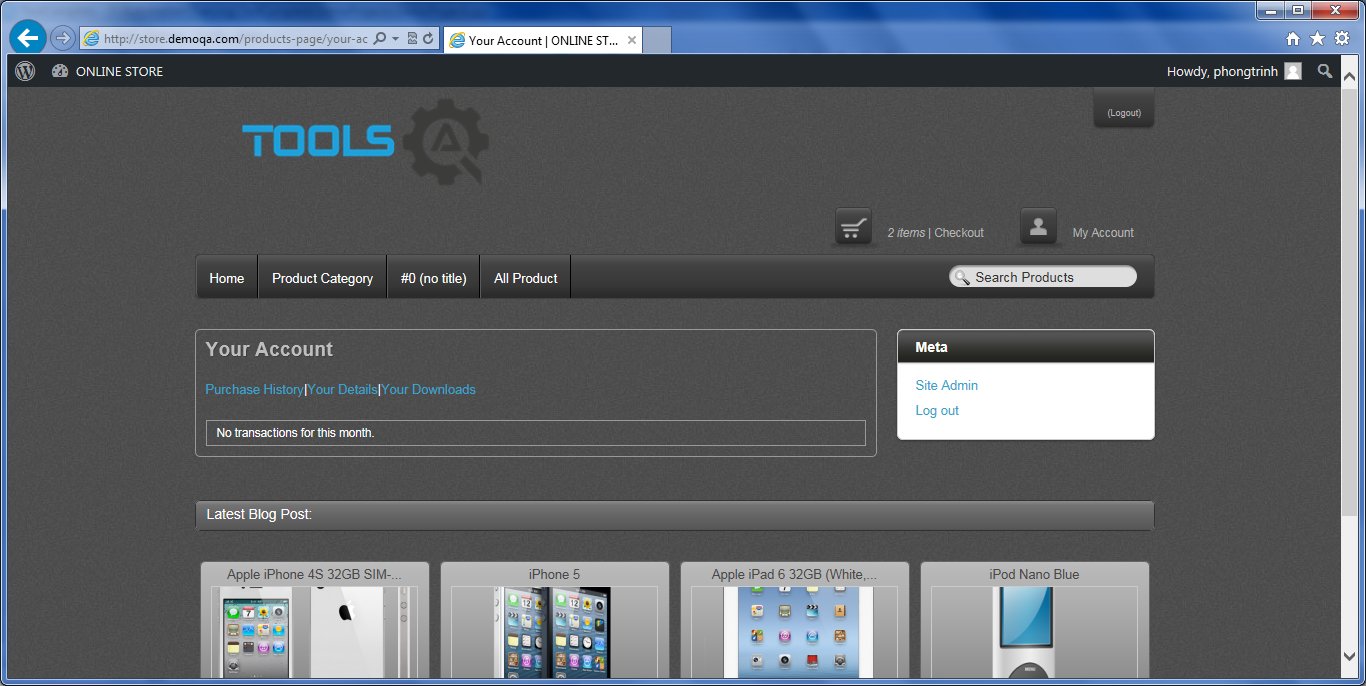 http://store.demoqa.com/products-page/your-ac
Your Account | ONLINE ST...
ONLINE STORE
Howdy, phongtrinh
(Logout)
TOOLS
2 items | Checkout
My Account
Home
Product Category
#0 (no title)
All Product
Search Products
Your Account
Purchase History|Your Details|Your Downloads
No transactions for this month.
Meta
Site Admin
Log out
Latest Blog Post:
Apple iPhone 4S 32GB SIM-...
iPhone 5
Apple iPad 6 32GB (White,...
iPod Nano Blue
MENU